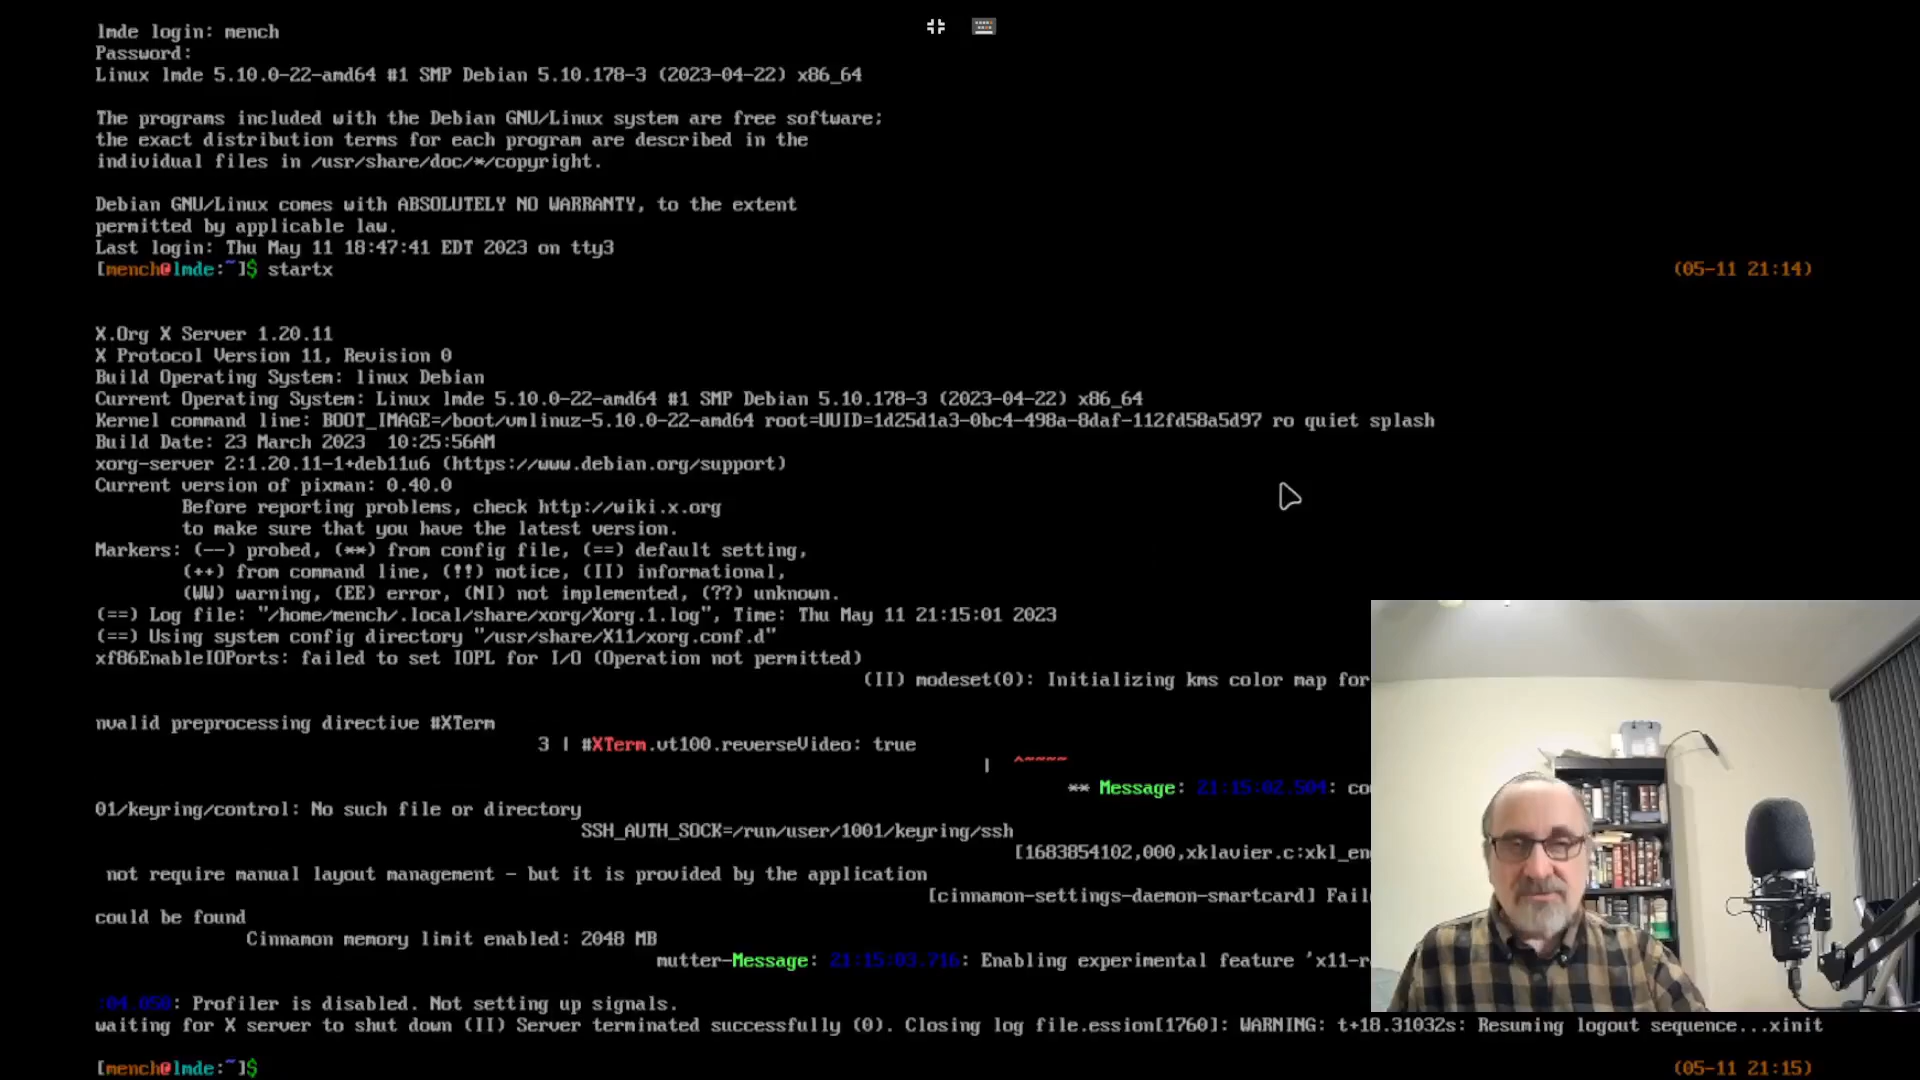 lmde login: mench
Password:
Linux lmde 5.10.0-22-amd64 #1 SMP Debian 5.10.178-3 (2023-04-22) x86_64
The programs included with the Debian GNU/Linux system are free software;
the exact distribution terms for each program are described in the
individual files in /usr/share/doc/*/copyright.
Debian GNU/Linux comes with ABSOLUTELY NO WARRANTY, to the extent
permitted by applicable law.
Last login: Thu May 11 18:47:41 EDT 2023 on tty3
[mench@lmde:~]$ startx (05-11 21:14)
X.Org X Server 1.20.11
X Protocol Version 11, Revision 0
Build Operating System: linux Debian
Current Operating System: Linux lmde 5.10.0-22-amd64 #1 SMP Debian 5.10.178-3 (2023-04-22) x86_64
Kernel command line: BOOT_IMAGE=/boot/vmlinuz-5.10.0-22-amd64 root=UUID=1d25d1a3-0bc4-498a-8daf-112fd58a5d97 ro quiet splash
Build Date: 23 March 2023  10:25:56AM
xorg-server 2:1.20.11-1+deb11u6 (https://www.debian.org/support)
Current version of pixman: 0.40.0
Before reporting problems, check http://wiki.x.org
to make sure that you have the latest version.
Markers: (--) probed, (**) from config file, (==) default setting,
(++) from command line, (!!) notice, (II) informational,
(WW) warning, (EE) error, (NI) not implemented, (??) unknown.
(==) Log file: "/home/mench/.local/share/xorg/Xorg.1.log", Time: Thu May 11 21:15:01 2023
(==) Using system config directory "/usr/share/X11/xorg.conf.d"
xf86EnableIOPorts: failed to set IOPL for I/O (Operation not permitted)
(II) modeset(0): Initializing kms color map for
nvalid preprocessing directive #XTerm
3 | #XTerm.vt100.reverseVideo: true
| ^~~~~
** Message: 21:15:02.504: co
01/keyring/control: No such file or directory
SSH_AUTH_SOCK=/run/user/1001/keyring/ssh
[1683854102,000,xklavier.c:xkl_en
not require manual layout management - but it is provided by the application
[cinnamon-settings-daemon-smartcard] Fail
could be found
Cinnamon memory limit enabled: 2048 MB
mutter-Message: 21:15:03.716: Enabling experimental feature 'x11-r
:04.050: Profiler is disabled. Not setting up signals.
waiting for X server to shut down (II) Server terminated successfully (0). Closing log file.ession[1760]: WARNING: t+18.31032s: Resuming logout sequence...xinit
[mench@lmde:~]$ (05-11 21:15)